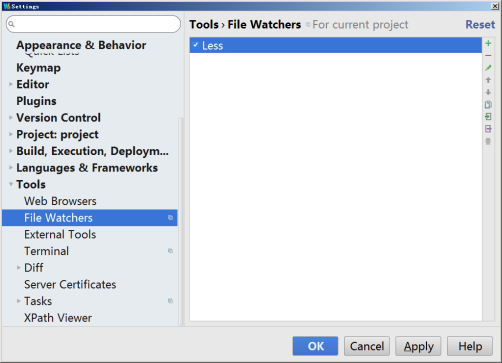 Settings
Appearance & Behavior
Quick Lists
Keymap
Editor
Plugins
Version Control
Project: project
Build, Execution, Deploym...
Languages & Frameworks
Tools
Web Browsers
File Watchers
External Tools
Terminal
Diff
Server Certificates
Tasks
XPath Viewer
Tools › File Watchers For current project Reset
Less
OK Cancel Apply Help